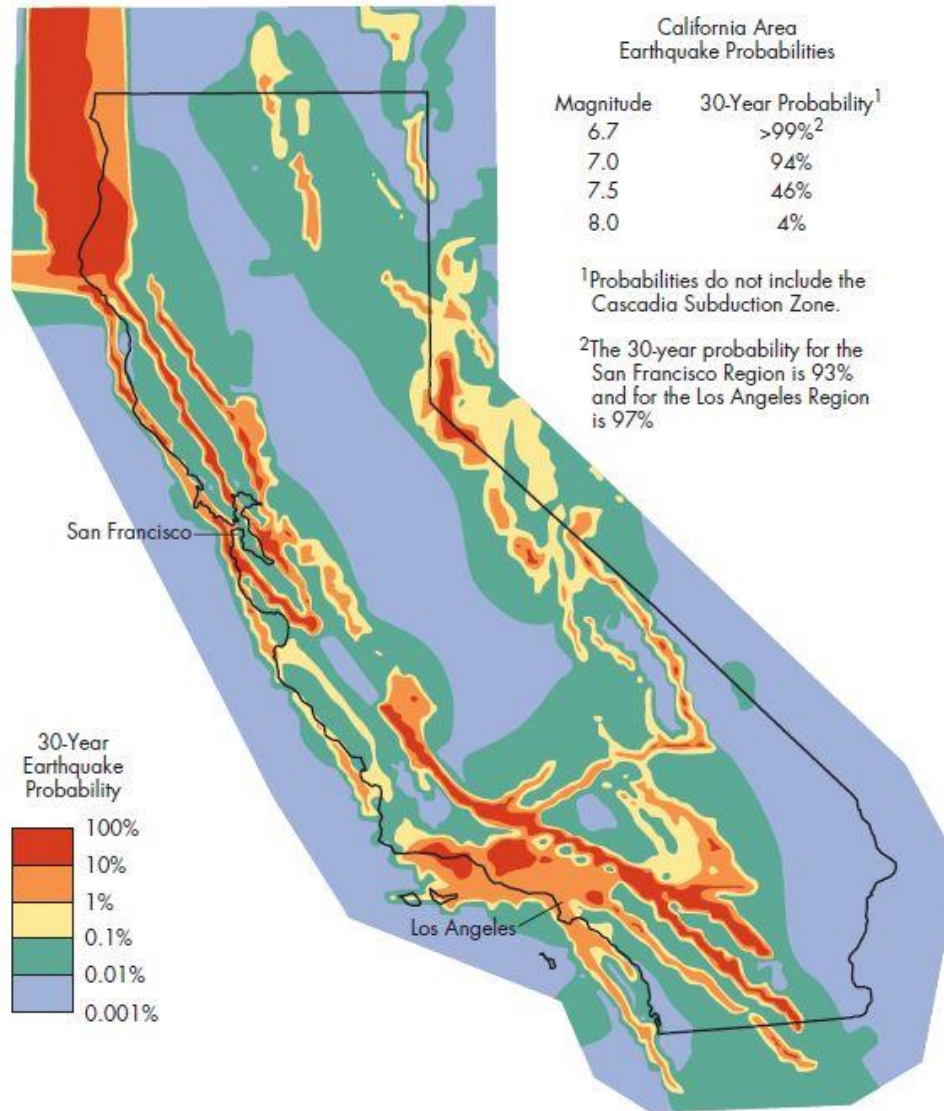 California Area
Earthquake Probabilities
Magnitude 30-Year Probability¹
6.7 >99%²
7.0 94%
7.5 46%
8.0 4%
¹Probabilities do not include the
Cascadia Subduction Zone.
²The 30-year probability for the
San Francisco Region is 93%
and for the Los Angeles Region
is 97%
San Francisco
Los Angeles
30-Year
Earthquake
Probability
100%
10%
1%
0.1%
0.01%
0.001%